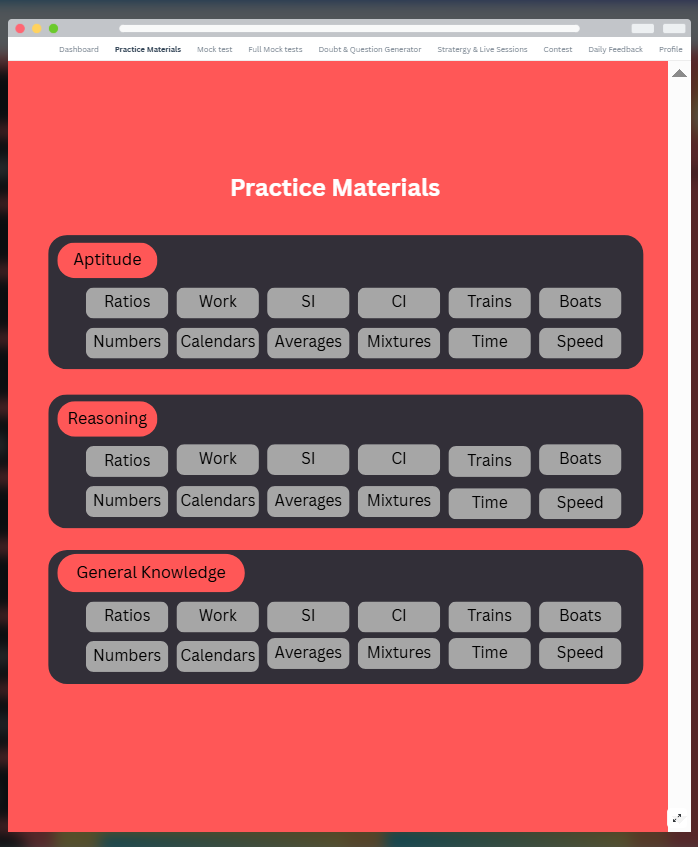 Dashboard Practice Materials Mock test Full Mock tests Doubt & Question Generator Stratergy & Live Sessions Contest Daily Feedback Profile
Practice Materials
Aptitude
Ratios Work SI CI Trains Boats
Numbers Calendars Averages Mixtures Time Speed
Reasoning
Ratios Work SI CI Trains Boats
Numbers Calendars Averages Mixtures Time Speed
General Knowledge
Ratios Work SI CI Trains Boats
Numbers Calendars Averages Mixtures Time Speed